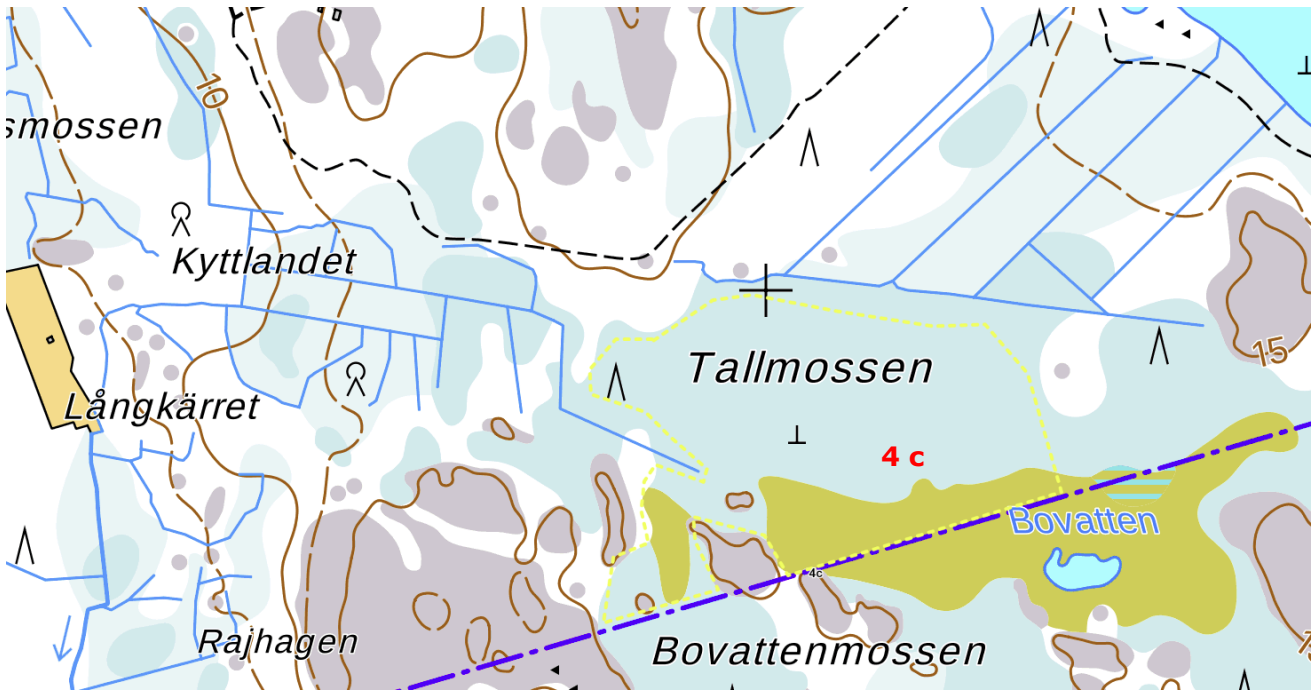 10
smossen
Kyttlandet
15
Tallmossen
Långkärret
4 c
Bovatten
4c
Rajhagen
Bovattenmossen